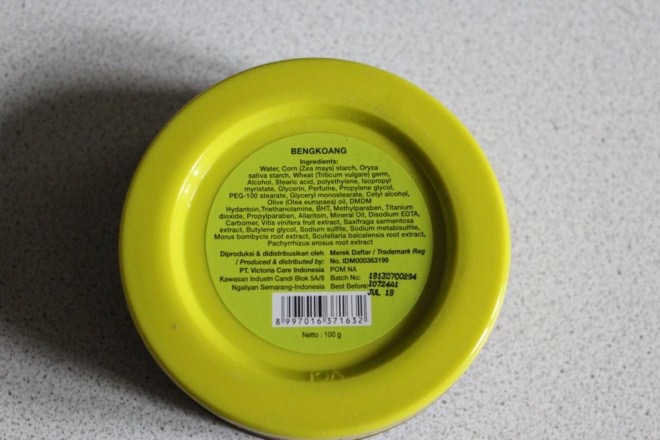 BENGKOANG
Ingredients:
Water, Corn (Zea mays) starch, Oryza
sativa starch, Wheat (Triticum vulgare) germ,
Alcohol, Stearic acid, polyethylene, Isopropyl
myristate, Glycerin, Perfume, Propylene glycol,
PEG-100 stearate, Glyceryl monostearate, Cetyl alcohol,
Olive (Olea europaea) oil, DMDM
Hydantoin,Triethanolamine, BHT, Methylparaben, Titanium
dioxide, Propylparaben, Allantoin, Mineral Oil, Disodium EDTA,
Carbomer, Vitis vinifera fruit extract, Saxifraga sarmentosa
extract, Butylene glycol, Sodium sulfite, Sodium metabisulfite,
Morus bombycis root extract, Scutellaria baicalensis root extract,
Pachyrrhizus erosus root extract
Diproduksi & didistribusikan oleh
/ Produced & distributed by:
PT. Victoria Care Indonesia
Kawasan Industri Candi Blok 5A/8
Ngaliyan Semarang-Indonesia
Merek Daftar / Trademark Reg
No. IDM000363199
POM NA
Batch No: 18130700294
Best Before: I0724A1
JUL 18
8 997016 371632
Netto : 100 g